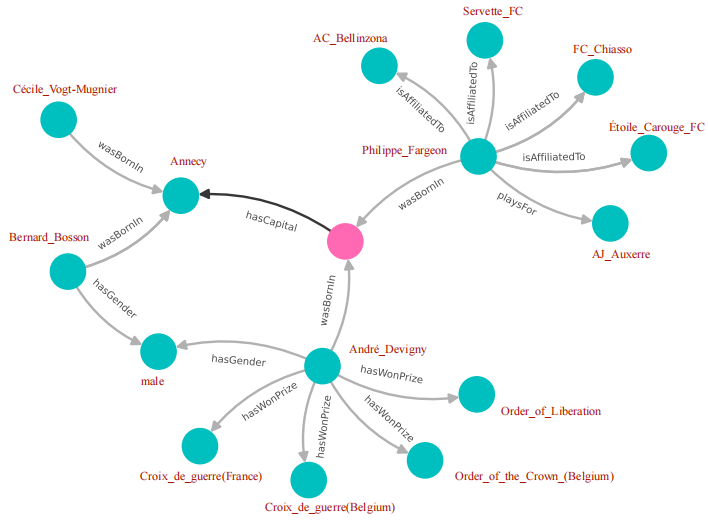 Servette_FC
AC_Bellinzona
FC_Chiasso
isAffiliatedTo
isAffiliatedTo
isAffiliatedTo
Cécile_Vogt-Mugnier
Étoile_Carouge_FC
Philippe_Fargeon
isAffiliatedTo
wasBornIn
Annecy
wasBornIn
playsFor
hasCapital
Bernard_Bosson
wasBornIn
AJ_Auxerre
hasGender
wasBornIn
André_Devigny
hasGender
hasWonPrize
male
hasWonPrize
Order_of_Liberation
hasWonPrize
hasWonPrize
Croix_de_guerre(France)
Order_of_the_Crown_(Belgium)
Croix_de_guerre(Belgium)